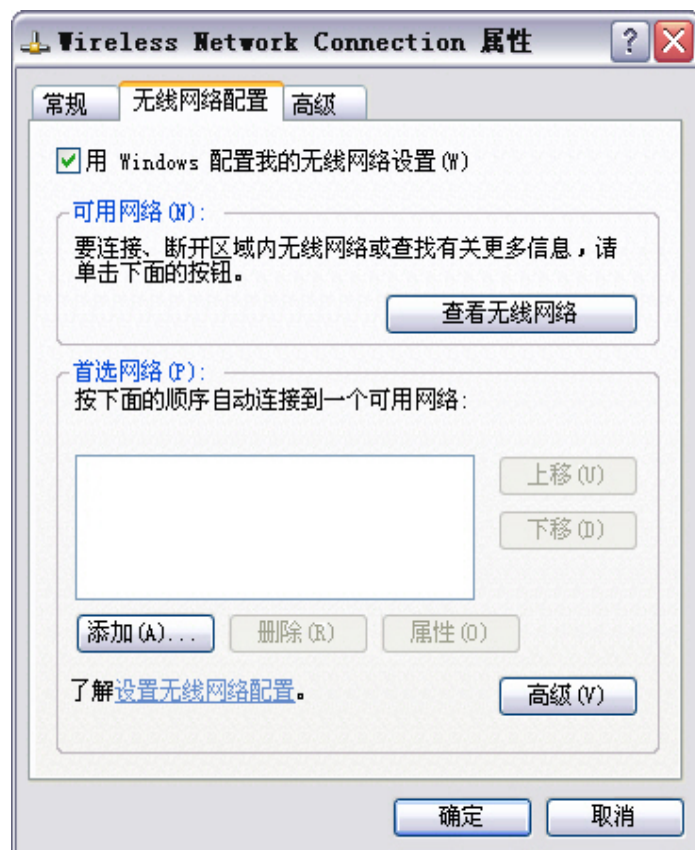 Wireless Network Connection 属性
常规 无线网络配置 高级
用 Windows 配置我的无线网络设置(W)
可用网络(N):
要连接、断开区域内无线网络或查找有关更多信息，请
单击下面的按钮。
查看无线网络
首选网络(P):
按下面的顺序自动连接到一个可用网络:
上移(U)
下移(D)
添加(A)... 删除(R) 属性(O)
了解设置无线网络配置。 高级(V)
确定 取消